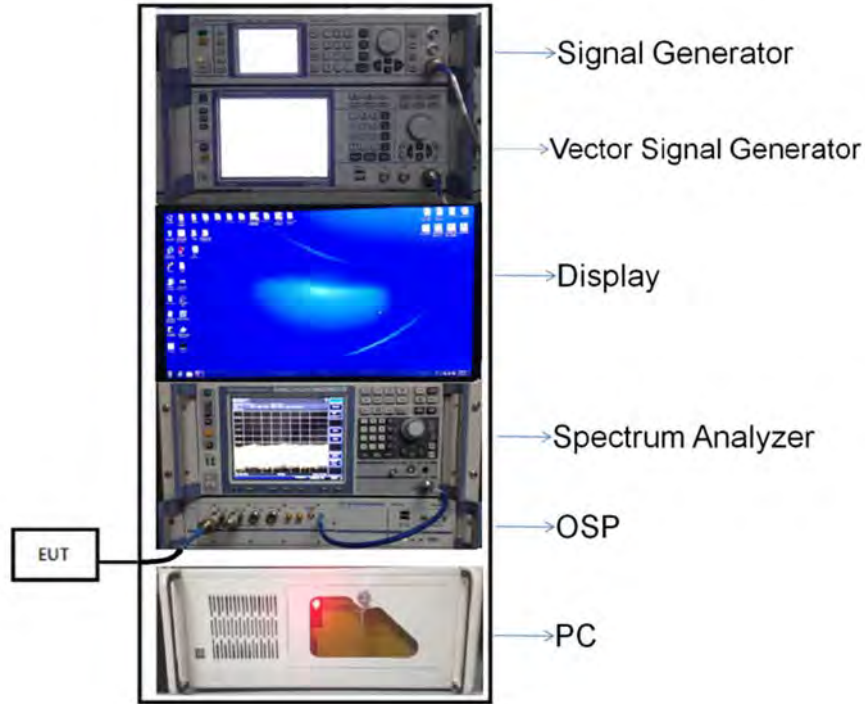 Signal Generator
Vector Signal Generator
Display
Spectrum Analyzer
OSP
EUT
PC